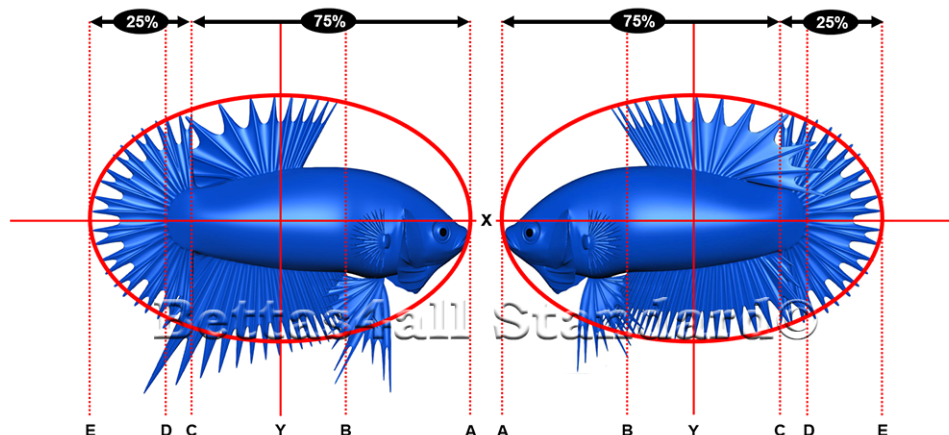 25% 75% 75% 25%
X
Bettas4all Standard©
E D C Y B A A B Y C D E